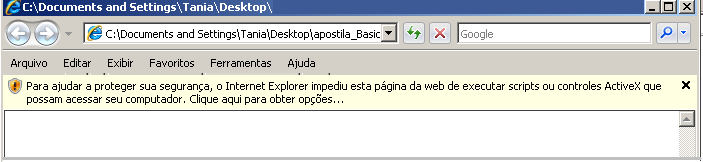 C:\Documents and Settings\Tania\Desktop\
C:\Documents and Settings\Tania\Desktop\apostila_Basic
Google
Arquivo Editar Exibir Favoritos Ferramentas Ajuda
Para ajudar a proteger sua segurança, o Internet Explorer impediu esta página da web de executar scripts ou controles ActiveX que
possam acessar seu computador. Clique aqui para obter opções...